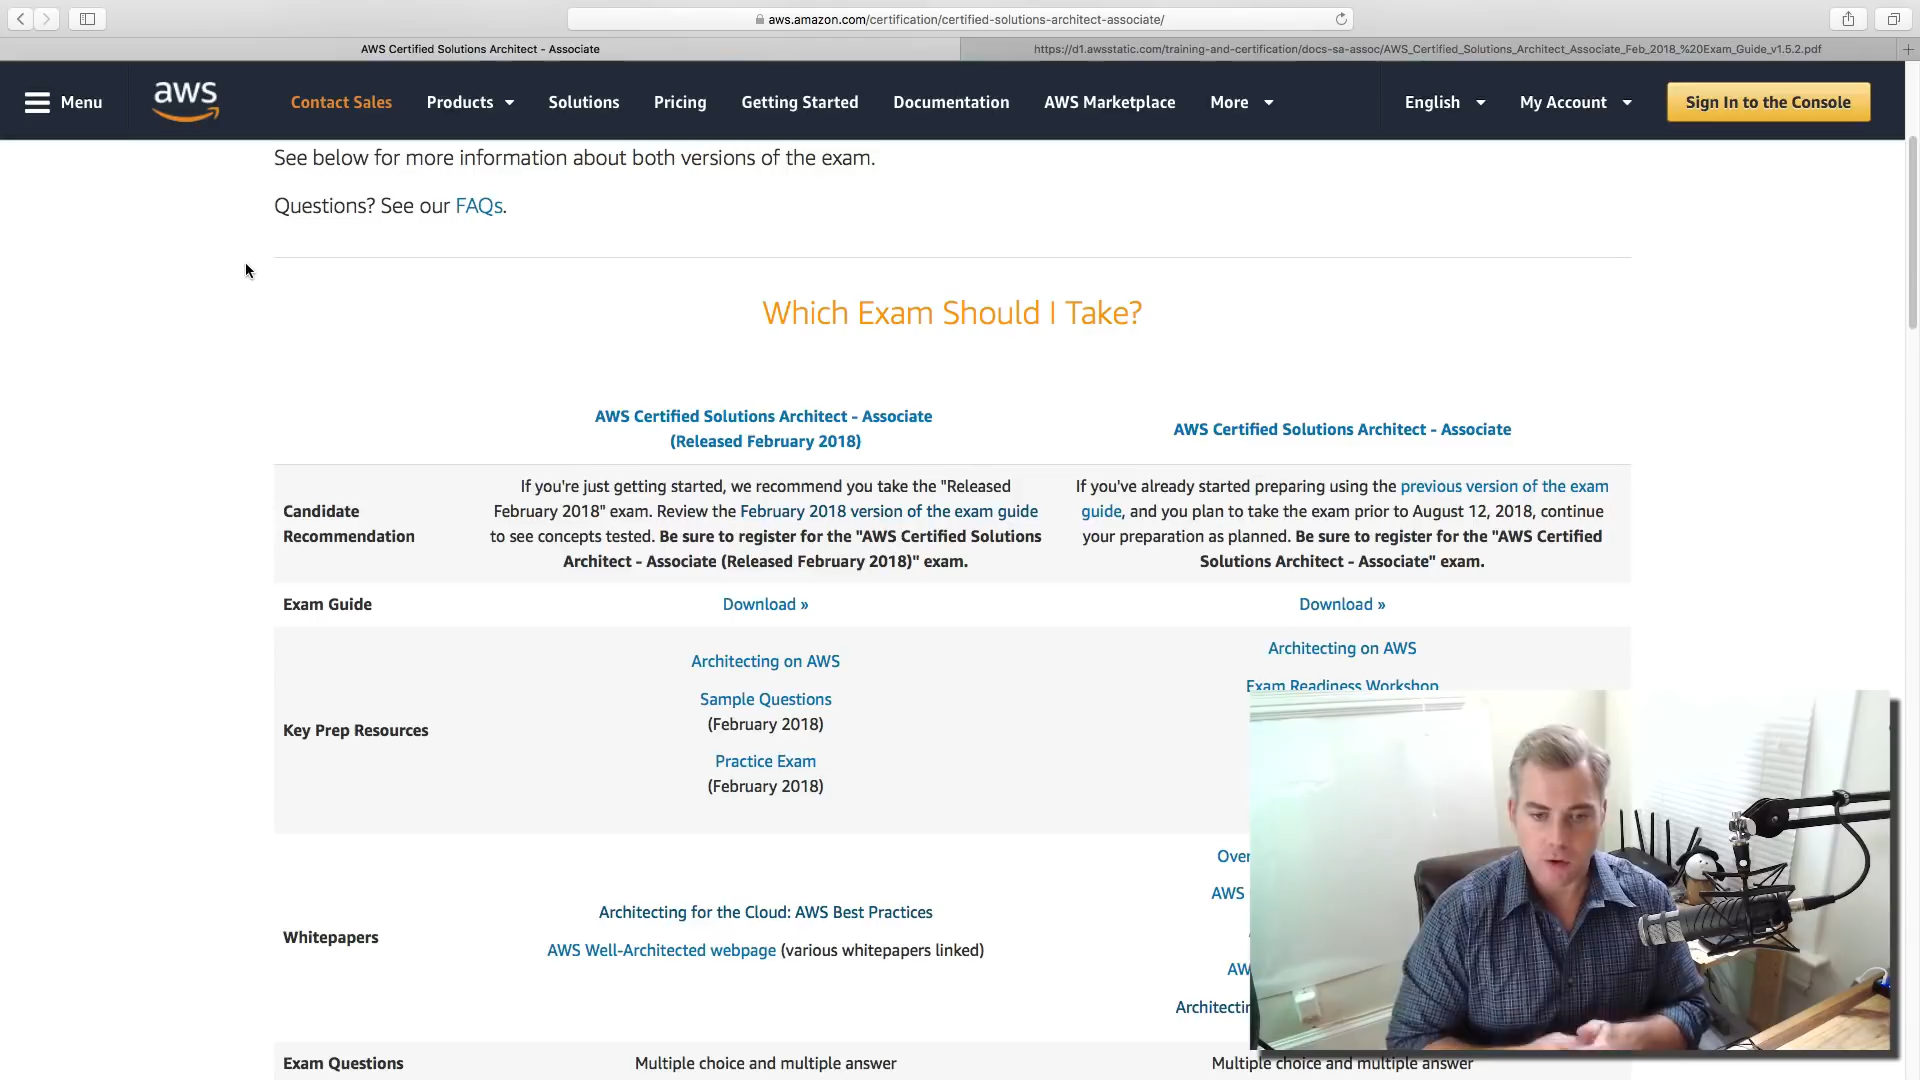 aws.amazon.com/certification/certified-solutions-architect-associate/
AWS Certified Solutions Architect - Associate
https://d1.awsstatic.com/training-and-certification/docs-sa-assoc/AWS_Certified_Solutions_Architect_Associate_Feb_2018_%20Exam_Guide_v1.5.2.pdf
Menu
aws
Contact Sales
Products
Solutions
Pricing
Getting Started
Documentation
AWS Marketplace
More
English
My Account
Sign In to the Console
See below for more information about both versions of the exam.
Questions? See our FAQs.
Which Exam Should I Take?
AWS Certified Solutions Architect - Associate
(Released February 2018)
AWS Certified Solutions Architect - Associate
Candidate
Recommendation
If you're just getting started, we recommend you take the "Released
February 2018" exam. Review the February 2018 version of the exam guide
to see concepts tested. Be sure to register for the "AWS Certified Solutions
Architect - Associate (Released February 2018)" exam.
If you've already started preparing using the previous version of the exam
guide, and you plan to take the exam prior to August 12, 2018, continue
your preparation as planned. Be sure to register for the "AWS Certified
Solutions Architect - Associate" exam.
Exam Guide
Download »
Download »
Key Prep Resources
Architecting on AWS
Sample Questions
(February 2018)
Practice Exam
(February 2018)
Architecting on AWS
Exam Readiness Workshop
Whitepapers
Architecting for the Cloud: AWS Best Practices
AWS Well-Architected webpage (various whitepapers linked)
Over
AWS
AW
Architectin
Exam Questions
Multiple choice and multiple answer
Multiple choice and multiple answer